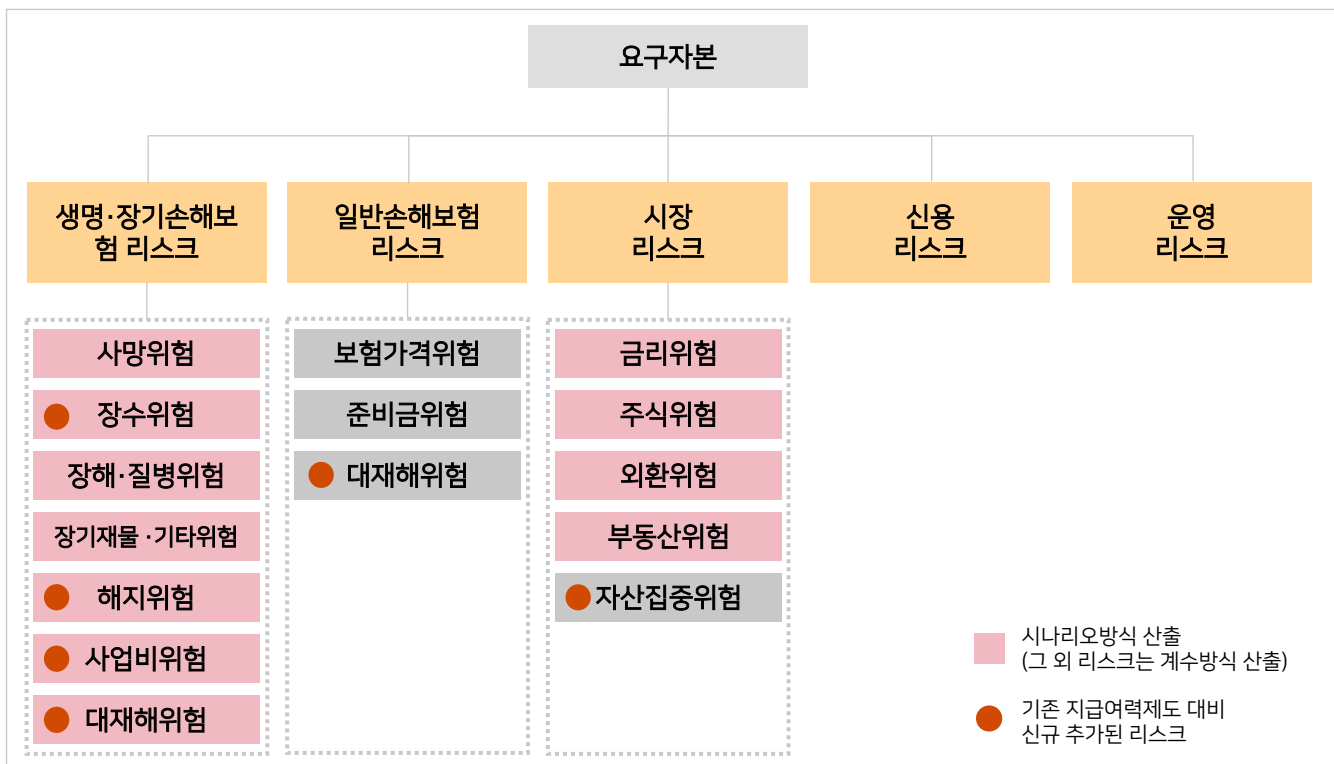 요구자본
생명·장기손해보
험 리스크
일반손해보험
리스크
시장
리스크
신용
리스크
운영
리스크
사망위험
장수위험
장해·질병위험
장기재물 ·기타위험
해지위험
사업비위험
대재해위험
보험가격위험
준비금위험
대재해위험
금리위험
주식위험
외환위험
부동산위험
자산집중위험
시나리오방식 산출
(그 외 리스크는 계수방식 산출)
기존 지급여력제도 대비
신규 추가된 리스크